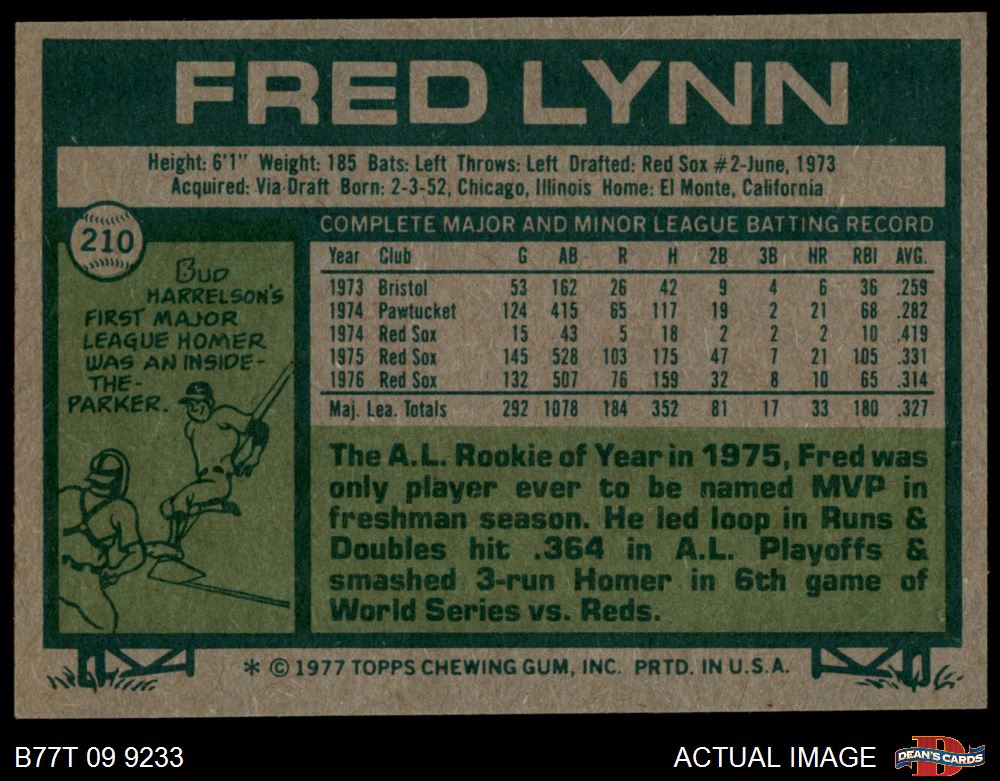 FRED LYNN
Height: 6'1" Weight: 185 Bats: Left Throws: Left Drafted: Red Sox #2-June, 1973
Acquired: Via Draft Born: 2-3-52, Chicago, Illinois Home: El Monte, California
210
BUD
HARRELSON'S
FIRST MAJOR
LEAGUE HOMER
WAS AN INSIDE-
THE-
PARKER.
COMPLETE MAJOR AND MINOR LEAGUE BATTING RECORD
Year Club G AB R H 2B 3B HR RBI AVG.
1973 Bristol 53 162 26 42 9 4 6 36 .259
1974 Pawtucket 124 415 65 117 19 2 21 68 .282
1974 Red Sox 15 43 5 18 2 2 2 10 .419
1975 Red Sox 145 528 103 175 47 7 21 105 .331
1976 Red Sox 132 507 76 159 32 8 10 65 .314
Maj. Lea. Totals 292 1078 184 352 81 17 33 180 .327
The A.L. Rookie of Year in 1975, Fred was
only player ever to be named MVP in
freshman season. He led loop in Runs &
Doubles hit .364 in A.L. Playoffs &
smashed 3-run Homer in 6th game of
World Series vs. Reds.
* © 1977 TOPPS CHEWING GUM, INC. PRTD. IN U.S.A.
B77T 09 9233
ACTUAL IMAGE
D
DEAN'S CARDS